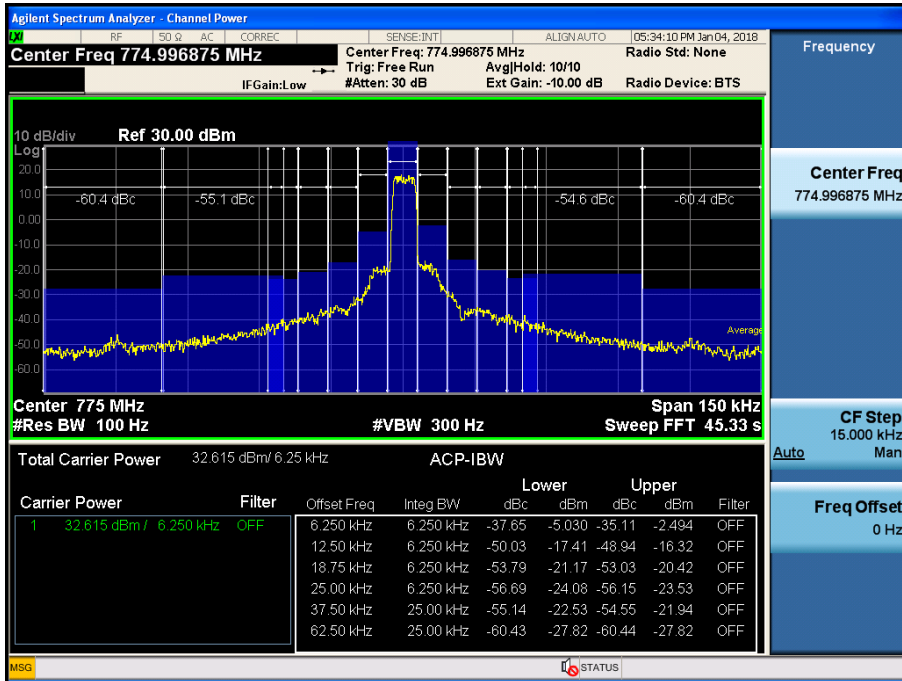 Agilent Spectrum Analyzer - Channel Power
LXI RF 50 Ω AC CORREC SENSE:INT ALIGNAUTO 05:34:10 PM Jan 04, 2018
Center Freq 774.996875 MHz
Center Freq: 774.996875 MHz Radio Std: None
Trig: Free Run Avg|Hold: 10/10
IFGain:Low #Atten: 30 dB Ext Gain: -10.00 dB Radio Device: BTS
10 dB/div Ref 30.00 dBm
Log
20.0
10.0
0.00
-10.0
-20.0
-30.0
-40.0
-50.0
-60.0
-60.4 dBc -55.1 dBc -54.6 dBc -60.4 dBc
Average
Center 775 MHz Span 150 kHz
#Res BW 100 Hz #VBW 300 Hz Sweep FFT 45.33 s
Total Carrier Power 32.615 dBm/ 6.25 kHz ACP-IBW
Lower Upper
Carrier Power Filter Offset Freq Integ BW dBc dBm dBc dBm Filter
1 32.615 dBm / 6.250 kHz OFF 6.250 kHz 6.250 kHz -37.65 -5.030 -35.11 -2.494 OFF
12.50 kHz 6.250 kHz -50.03 -17.41 -48.94 -16.32 OFF
18.75 kHz 6.250 kHz -53.79 -21.17 -53.03 -20.42 OFF
25.00 kHz 6.250 kHz -56.69 -24.08 -56.15 -23.53 OFF
37.50 kHz 25.00 kHz -55.14 -22.53 -54.55 -21.94 OFF
62.50 kHz 25.00 kHz -60.43 -27.82 -60.44 -27.82 OFF
MSG STATUS
Frequency
Center Freq
774.996875 MHz
CF Step
15.000 kHz
Auto Man
Freq Offset
0 Hz